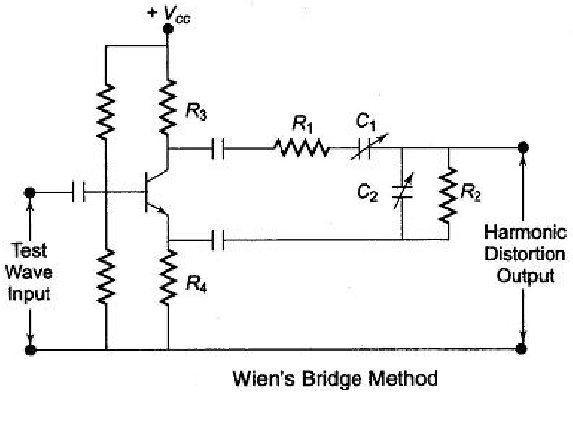 + Vcc
R3
R1
C1
C2
R2
Test
Wave
Input
Harmonic
Distortion
Output
R4
Wien's Bridge Method